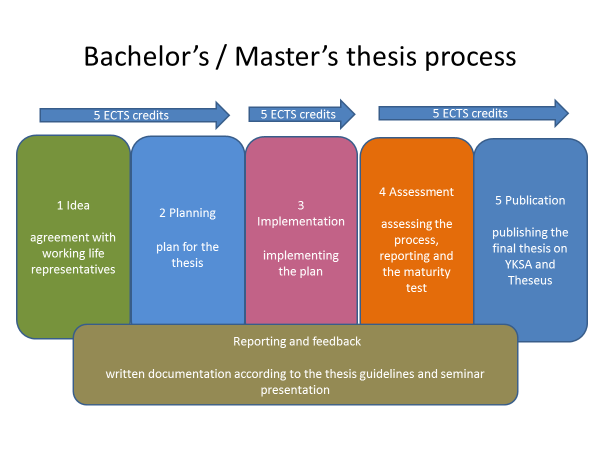 Bachelor's / Master's thesis process
5 ECTS credits
5 ECTS credits
5 ECTS credits
1 Idea
agreement with
working life
representatives
2 Planning
plan for the
thesis
3
Implementation
implementing
the plan
4 Assessment
assessing the
process,
reporting and
the maturity
test
5 Publication
publishing the
final thesis on
YKSA and
Theseus
Reporting and feedback
written documentation according to the thesis guidelines and seminar
presentation